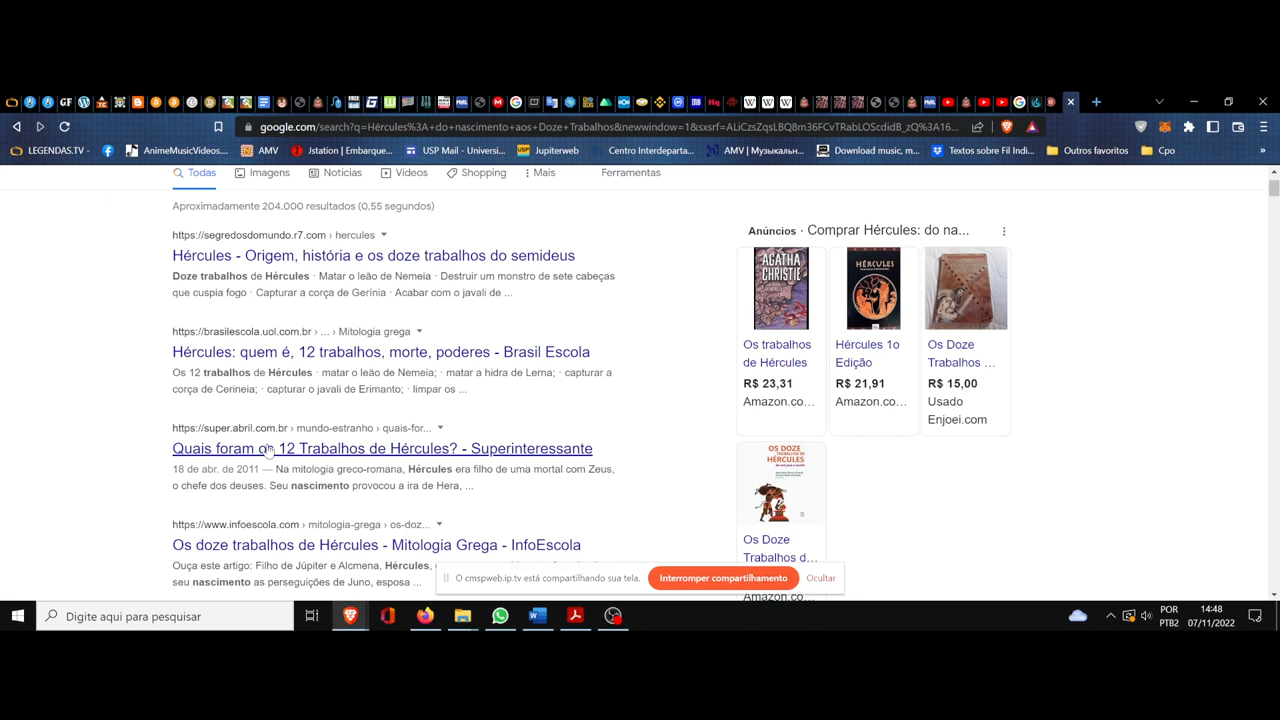 google.com/search?q=Hércules%3A+do+nascimento+aos+Doze+Trabalhos&newwindow=1&sxsrf=ALiCzsZqsLBQ8m36FCvTRabLOScdidB_zQ%3A16...
LEGENDAS.TV
AnimeMusicVideos...
AMV
Jstation | Embarque...
USP Mail - Universi...
Jupiterweb
Centro Interdeparta...
AMV | Музыкальн...
Download music, m...
Textos sobre Fil Indi...
Outros favoritos
Cpo
»
Todas
Imagens
Notícias
Vídeos
Shopping
Mais
Ferramentas
Aproximadamente 204.000 resultados (0,55 segundos)
https://segredosdomundo.r7.com › hercules
Hércules - Origem, história e os doze trabalhos do semideus
Doze trabalhos de Hércules · Matar o leão de Nemeia · Destruir um monstro de sete cabeças
que cuspia fogo · Capturar a corça de Gerínia · Acabar com o javali de ...
https://brasilescola.uol.com.br › ... › Mitologia grega
Hércules: quem é, 12 trabalhos, morte, poderes - Brasil Escola
Os 12 trabalhos de Hércules · matar o leão de Nemeia; · matar a hidra de Lerna; · capturar a
corça de Cerineia; · capturar o javali de Erimanto; · limpar os ...
https://super.abril.com.br › mundo-estranho › quais-for...
Quais foram os 12 Trabalhos de Hércules? - Superinteressante
18 de abr. de 2011 — Na mitologia greco-romana, Hércules era filho de uma mortal com Zeus,
o chefe dos deuses. Seu nascimento provocou a ira de Hera, ...
https://www.infoescola.com › mitologia-grega › os-doz...
Os doze trabalhos de Hércules - Mitologia Grega - InfoEscola
Ouça este artigo: Filho de Júpiter e Alcmena, Hércules
seu nascimento as perseguições de Juno, esposa ...
Anúncios · Comprar Hércules: do na...
AGATHA
CHRISTIE
HÉRCULES
Os trabalhos
de Hércules
R$ 23,31
Amazon.co...
Hércules 1o
Edição
R$ 21,91
Amazon.co...
Os Doze
Trabalhos ...
R$ 15,00
Usado
Enjoei.com
OS DOZE
TRABALHOS DE
HÉRCULES
Os Doze
Trabalhos d...
Amazon.co...
O cmspweb.ip.tv está compartilhando sua tela.
Interromper compartilhamento
Ocultar
Digite aqui para pesquisar
POR
PTB2
14:48
07/11/2022